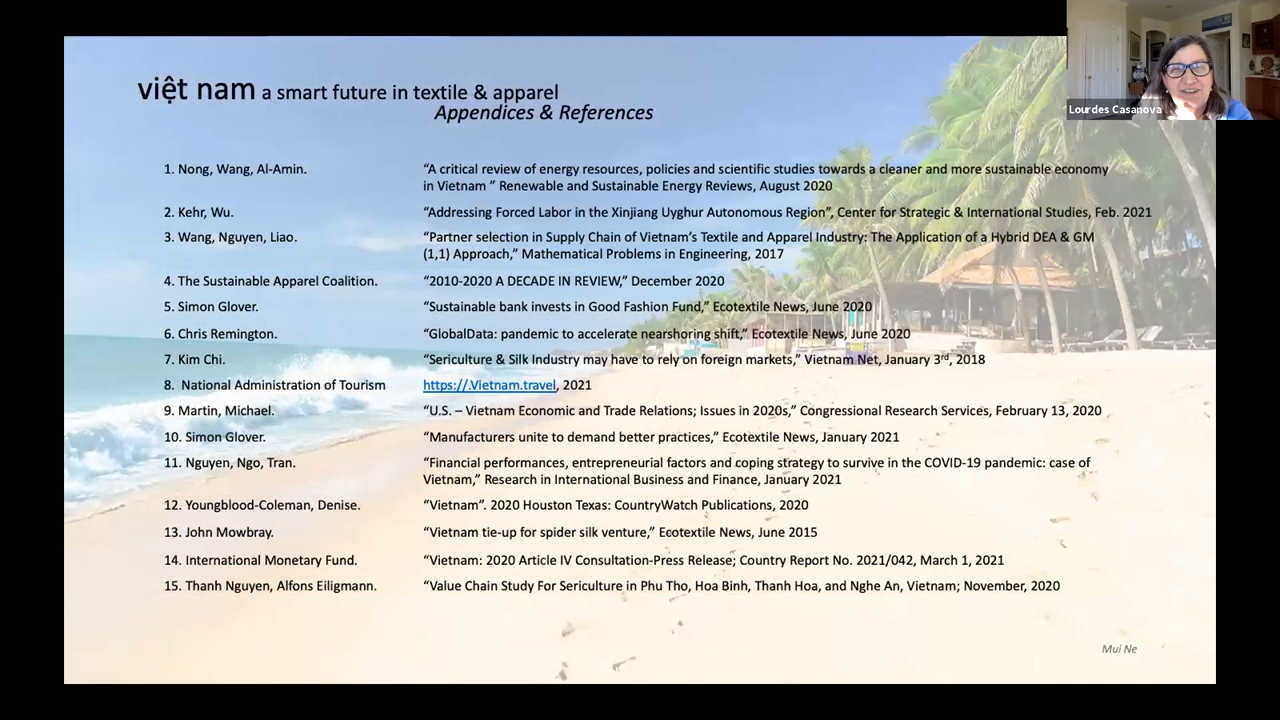 Lourdes Casanova
việt nam a smart future in textile & apparel
Appendices & References
1. Nong, Wang, Al-Amin. “A critical review of energy resources, policies and scientific studies towards a cleaner and more sustainable economy
in Vietnam ” Renewable and Sustainable Energy Reviews, August 2020
2. Kehr, Wu. “Addressing Forced Labor in the Xinjiang Uyghur Autonomous Region”, Center for Strategic & International Studies, Feb. 2021
3. Wang, Nguyen, Liao. “Partner selection in Supply Chain of Vietnam’s Textile and Apparel Industry: The Application of a Hybrid DEA & GM
(1,1) Approach,” Mathematical Problems in Engineering, 2017
4. The Sustainable Apparel Coalition. “2010-2020 A DECADE IN REVIEW,” December 2020
5. Simon Glover. “Sustainable bank invests in Good Fashion Fund,” Ecotextile News, June 2020
6. Chris Remington. “GlobalData: pandemic to accelerate nearshoring shift,” Ecotextile News, June 2020
7. Kim Chi. “Sericulture & Silk Industry may have to rely on foreign markets,” Vietnam Net, January 3rd, 2018
8. National Administration of Tourism https://.Vietnam.travel, 2021
9. Martin, Michael. “U.S. – Vietnam Economic and Trade Relations; Issues in 2020s,” Congressional Research Services, February 13, 2020
10. Simon Glover. “Manufacturers unite to demand better practices,” Ecotextile News, January 2021
11. Nguyen, Ngo, Tran. “Financial performances, entrepreneurial factors and coping strategy to survive in the COVID-19 pandemic: case of
Vietnam,” Research in International Business and Finance, January 2021
12. Youngblood-Coleman, Denise. “Vietnam”. 2020 Houston Texas: CountryWatch Publications, 2020
13. John Mowbray. “Vietnam tie-up for spider silk venture,” Ecotextile News, June 2015
14. International Monetary Fund. “Vietnam: 2020 Article IV Consultation-Press Release; Country Report No. 2021/042, March 1, 2021
15. Thanh Nguyen, Alfons Eiligmann. “Value Chain Study For Sericulture in Phu Tho, Hoa Binh, Thanh Hoa, and Nghe An, Vietnam; November, 2020
Mui Ne